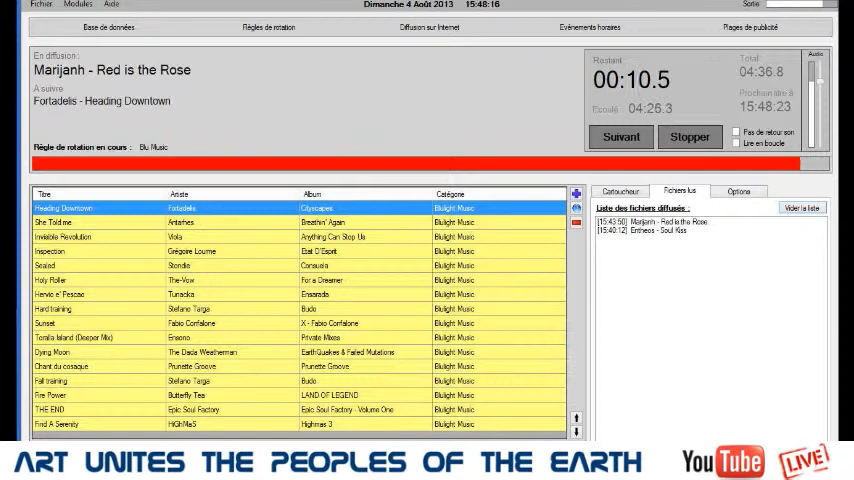 Fichier Modules Aide Dimanche 4 Août 2013 15:48:16 Sortie
Base de données Règles de rotation Diffusion sur Internet Evénements horaires Plages de publicité
En diffusion :
Marijanh - Red is the Rose
A suivre
Fortadelis - Heading Downtown
Règle de rotation en cours : Blu Music
Restant
00:10.5
Ecoulé : 04:26.3
Total:
04:36.8
Prochain titre à
15:48:23
Suivant Stopper
Pas de retour son
Lire en boucle
Audio
Titre Artiste Album Catégorie
Heading Downtown Fortadelis Cityscapes Blulight Music
She Told me Antarhes Breathin' Again Blulight Music
Invisible Revolution Viola Anything Can Stop Us Blulight Music
Inspection Grégoire Lourme Etat D'Esprit Blulight Music
Sealed Stondie Consuela Blulight Music
Holy Roller The-Vow For a Dreamer Blulight Music
Hervio e' Pescao Tunacka Ensarada Blulight Music
Hard training Stefano Targa Budo Blulight Music
Sunset Fabio Confalone X - Fabio Confalone Blulight Music
Toralla Island (Deeper Mix) Ensono Private Mixes Blulight Music
Dying Moon The Dada Weatherman EarthQuakes & Failed Mutations Blulight Music
Chant du cosaque Prunette Groove Prunette Groove Blulight Music
Fall training Stefano Targa Budo Blulight Music
Fire Power Butterfly Tea LAND OF LEGEND Blulight Music
THE END Epic Soul Factory Epic Soul Factory - Volume One Blulight Music
Find A Serenity HiGhMaS Highmas 3 Blulight Music
Cartoucheur Fichiers lus Options
Liste des fichiers diffusés : Vider la liste
[15:43:50] Marijanh - Red is the Rose
[15:40:12] Entheos - Soul Kiss
ART UNITES THE PEOPLES OF THE EARTH
YouTube LIVE